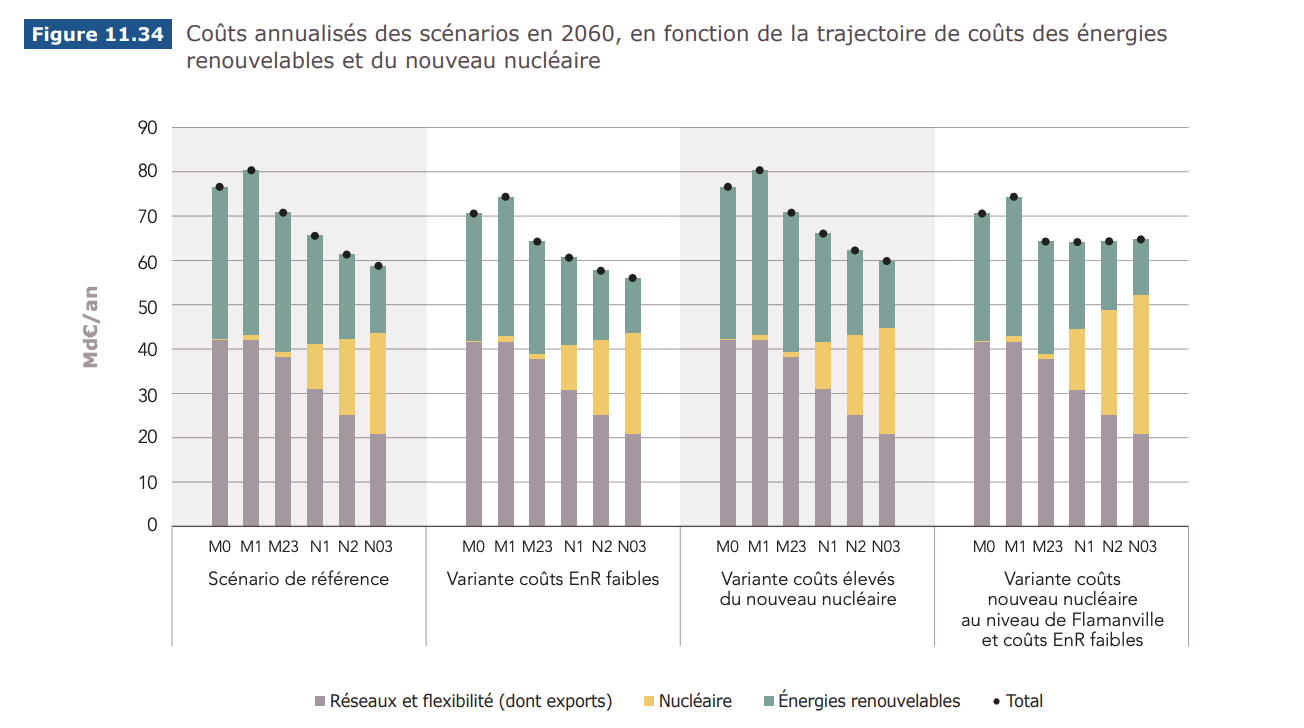 Figure 11.34
Coûts annualisés des scénarios en 2060, en fonction de la trajectoire de coûts des énergies
renouvelables et du nouveau nucléaire
Md€/an
90
80
70
60
50
40
30
20
10
0
M0 M1 M23 N1 N2 N03
M0 M1 M23 N1 N2 N03
M0 M1 M23 N1 N2 N03
M0 M1 M23 N1 N2 N03
Scénario de référence
Variante coûts EnR faibles
Variante coûts élevés
du nouveau nucléaire
Variante coûts
nouveau nucléaire
au niveau de Flamanville
et coûts EnR faibles
Réseaux et flexibilité (dont exports)
Nucléaire
Énergies renouvelables
Total